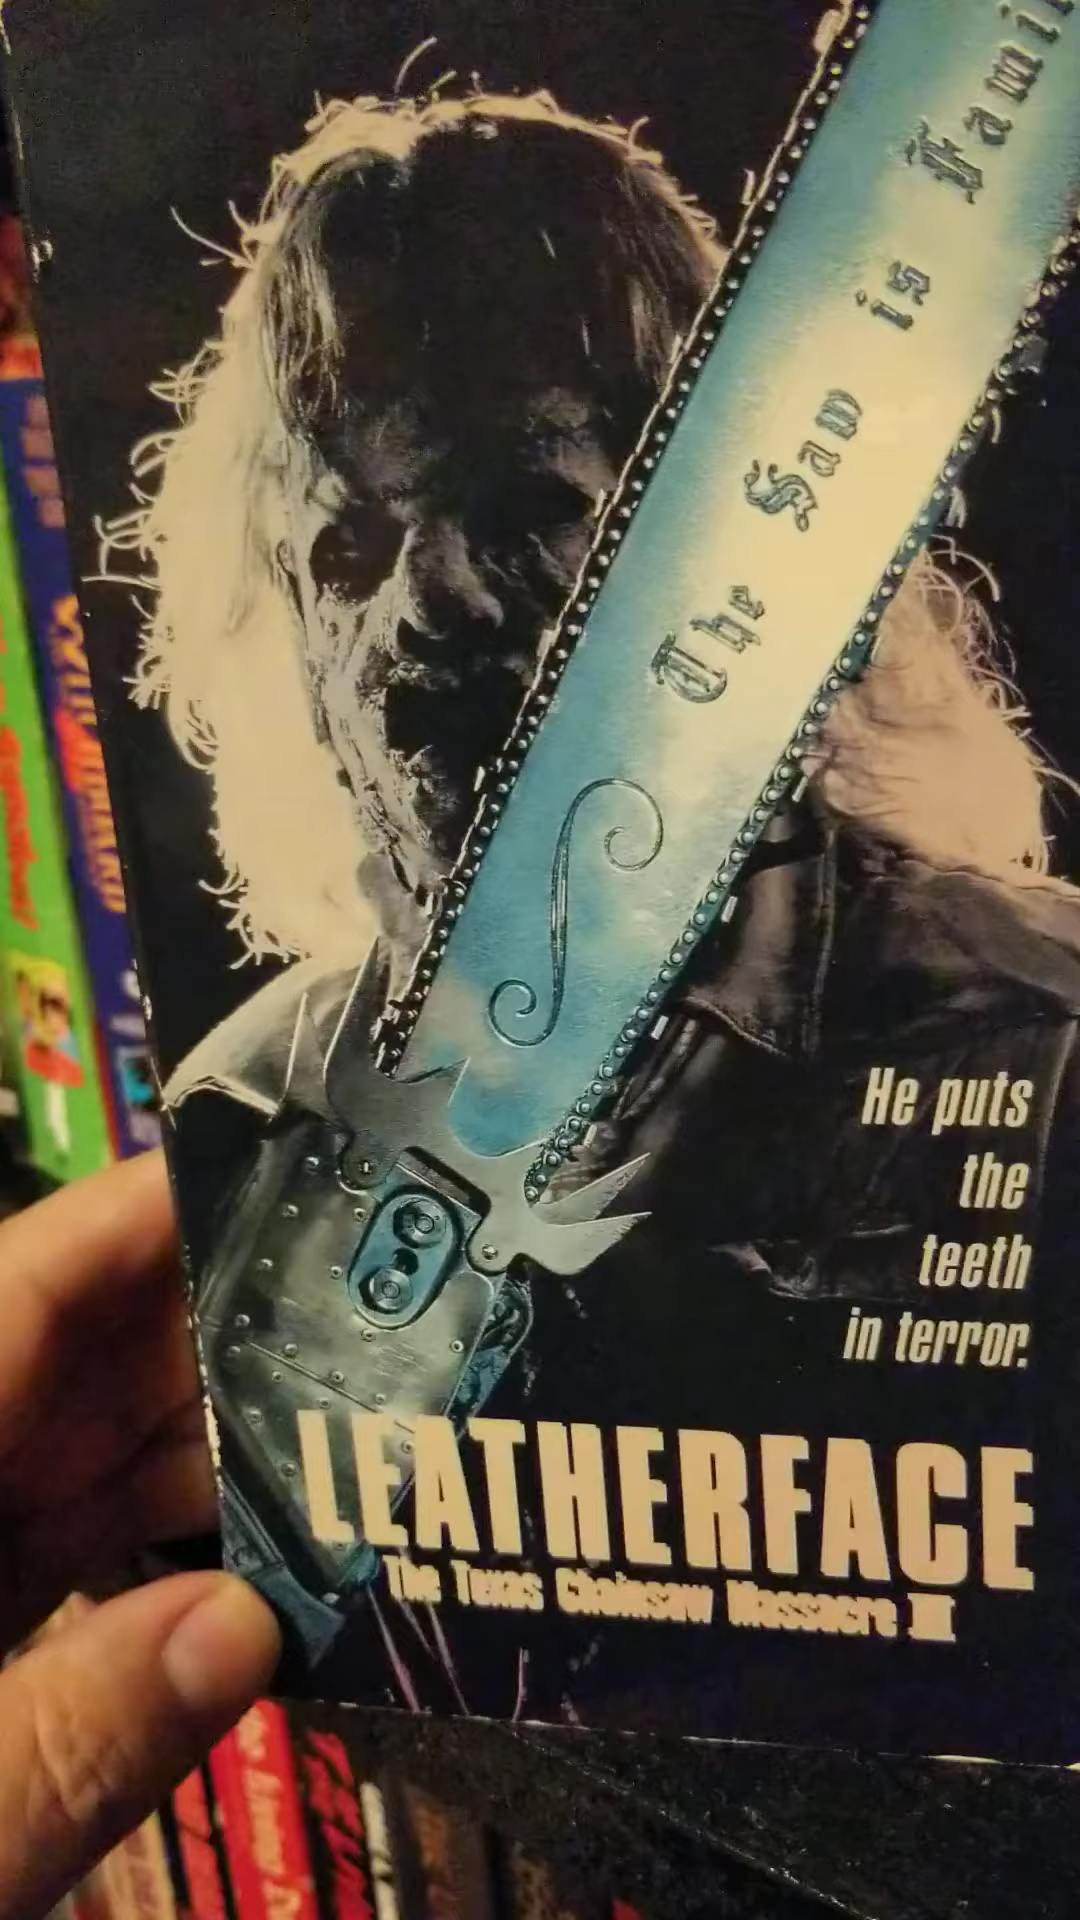 The Saw is Famil
He puts
the
teeth
in terror.
LEATHERFACE
The Texas Chainsaw Massacre III